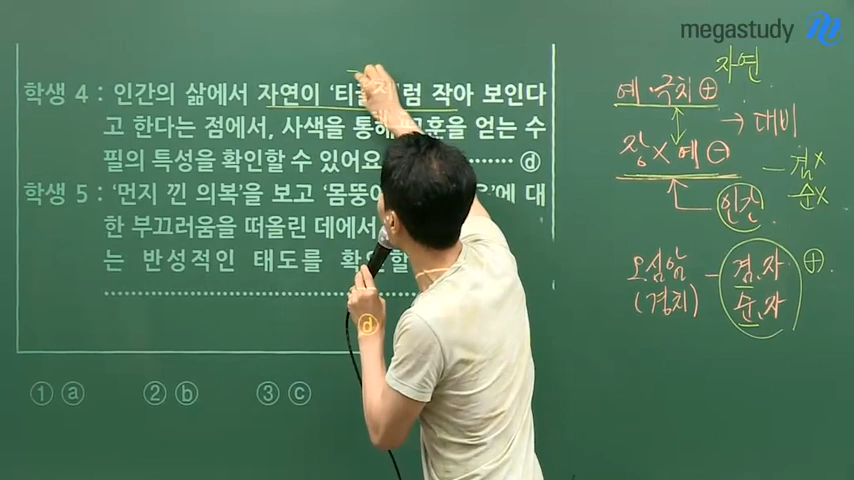 megastudy
학생 4 : 인간의 삶에서 자연이 ‘티끌처럼 작아 보인다
고 한다는 점에서, 사색을 통해 교훈을 얻는 수
필의 특성을 확인할 수 있어요. ⓓ
학생 5 : ‘먼지 낀 의복’을 보고 ‘몸뚱 에 대
한 부끄러움을 떠올린 데에서
는 반성적인 태도를 확인할
① ⓐ ② ⓑ ③ ⓒ ⓓ
자연
예·극치 ⊕
→ 대비
장× 예 ⊖
- 겸×
순×
인간
오심암 - 겸.자 ⊕
(경치) 순.자